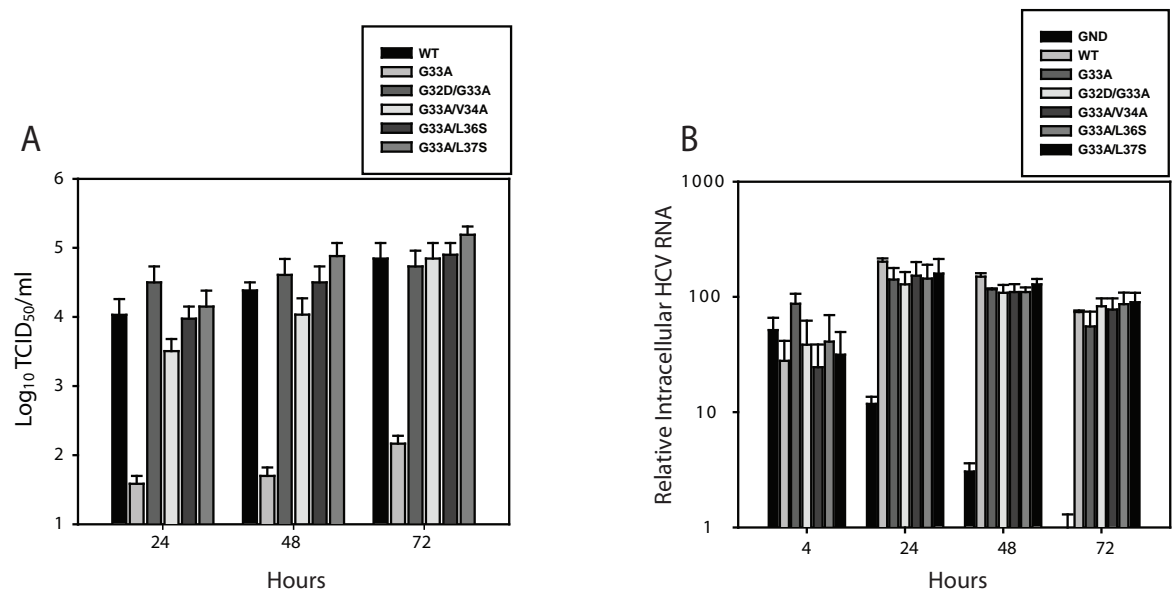 A
WT
G33A
G32D/G33A
G33A/V34A
G33A/L36S
G33A/L37S
Log10 TCID50/ml
6
5
4
3
2
1
24
48
72
Hours
B
GND
WT
G33A
G32D/G33A
G33A/V34A
G33A/L36S
G33A/L37S
Relative Intracellular HCV RNA
1000
100
10
1
4
24
48
72
Hours